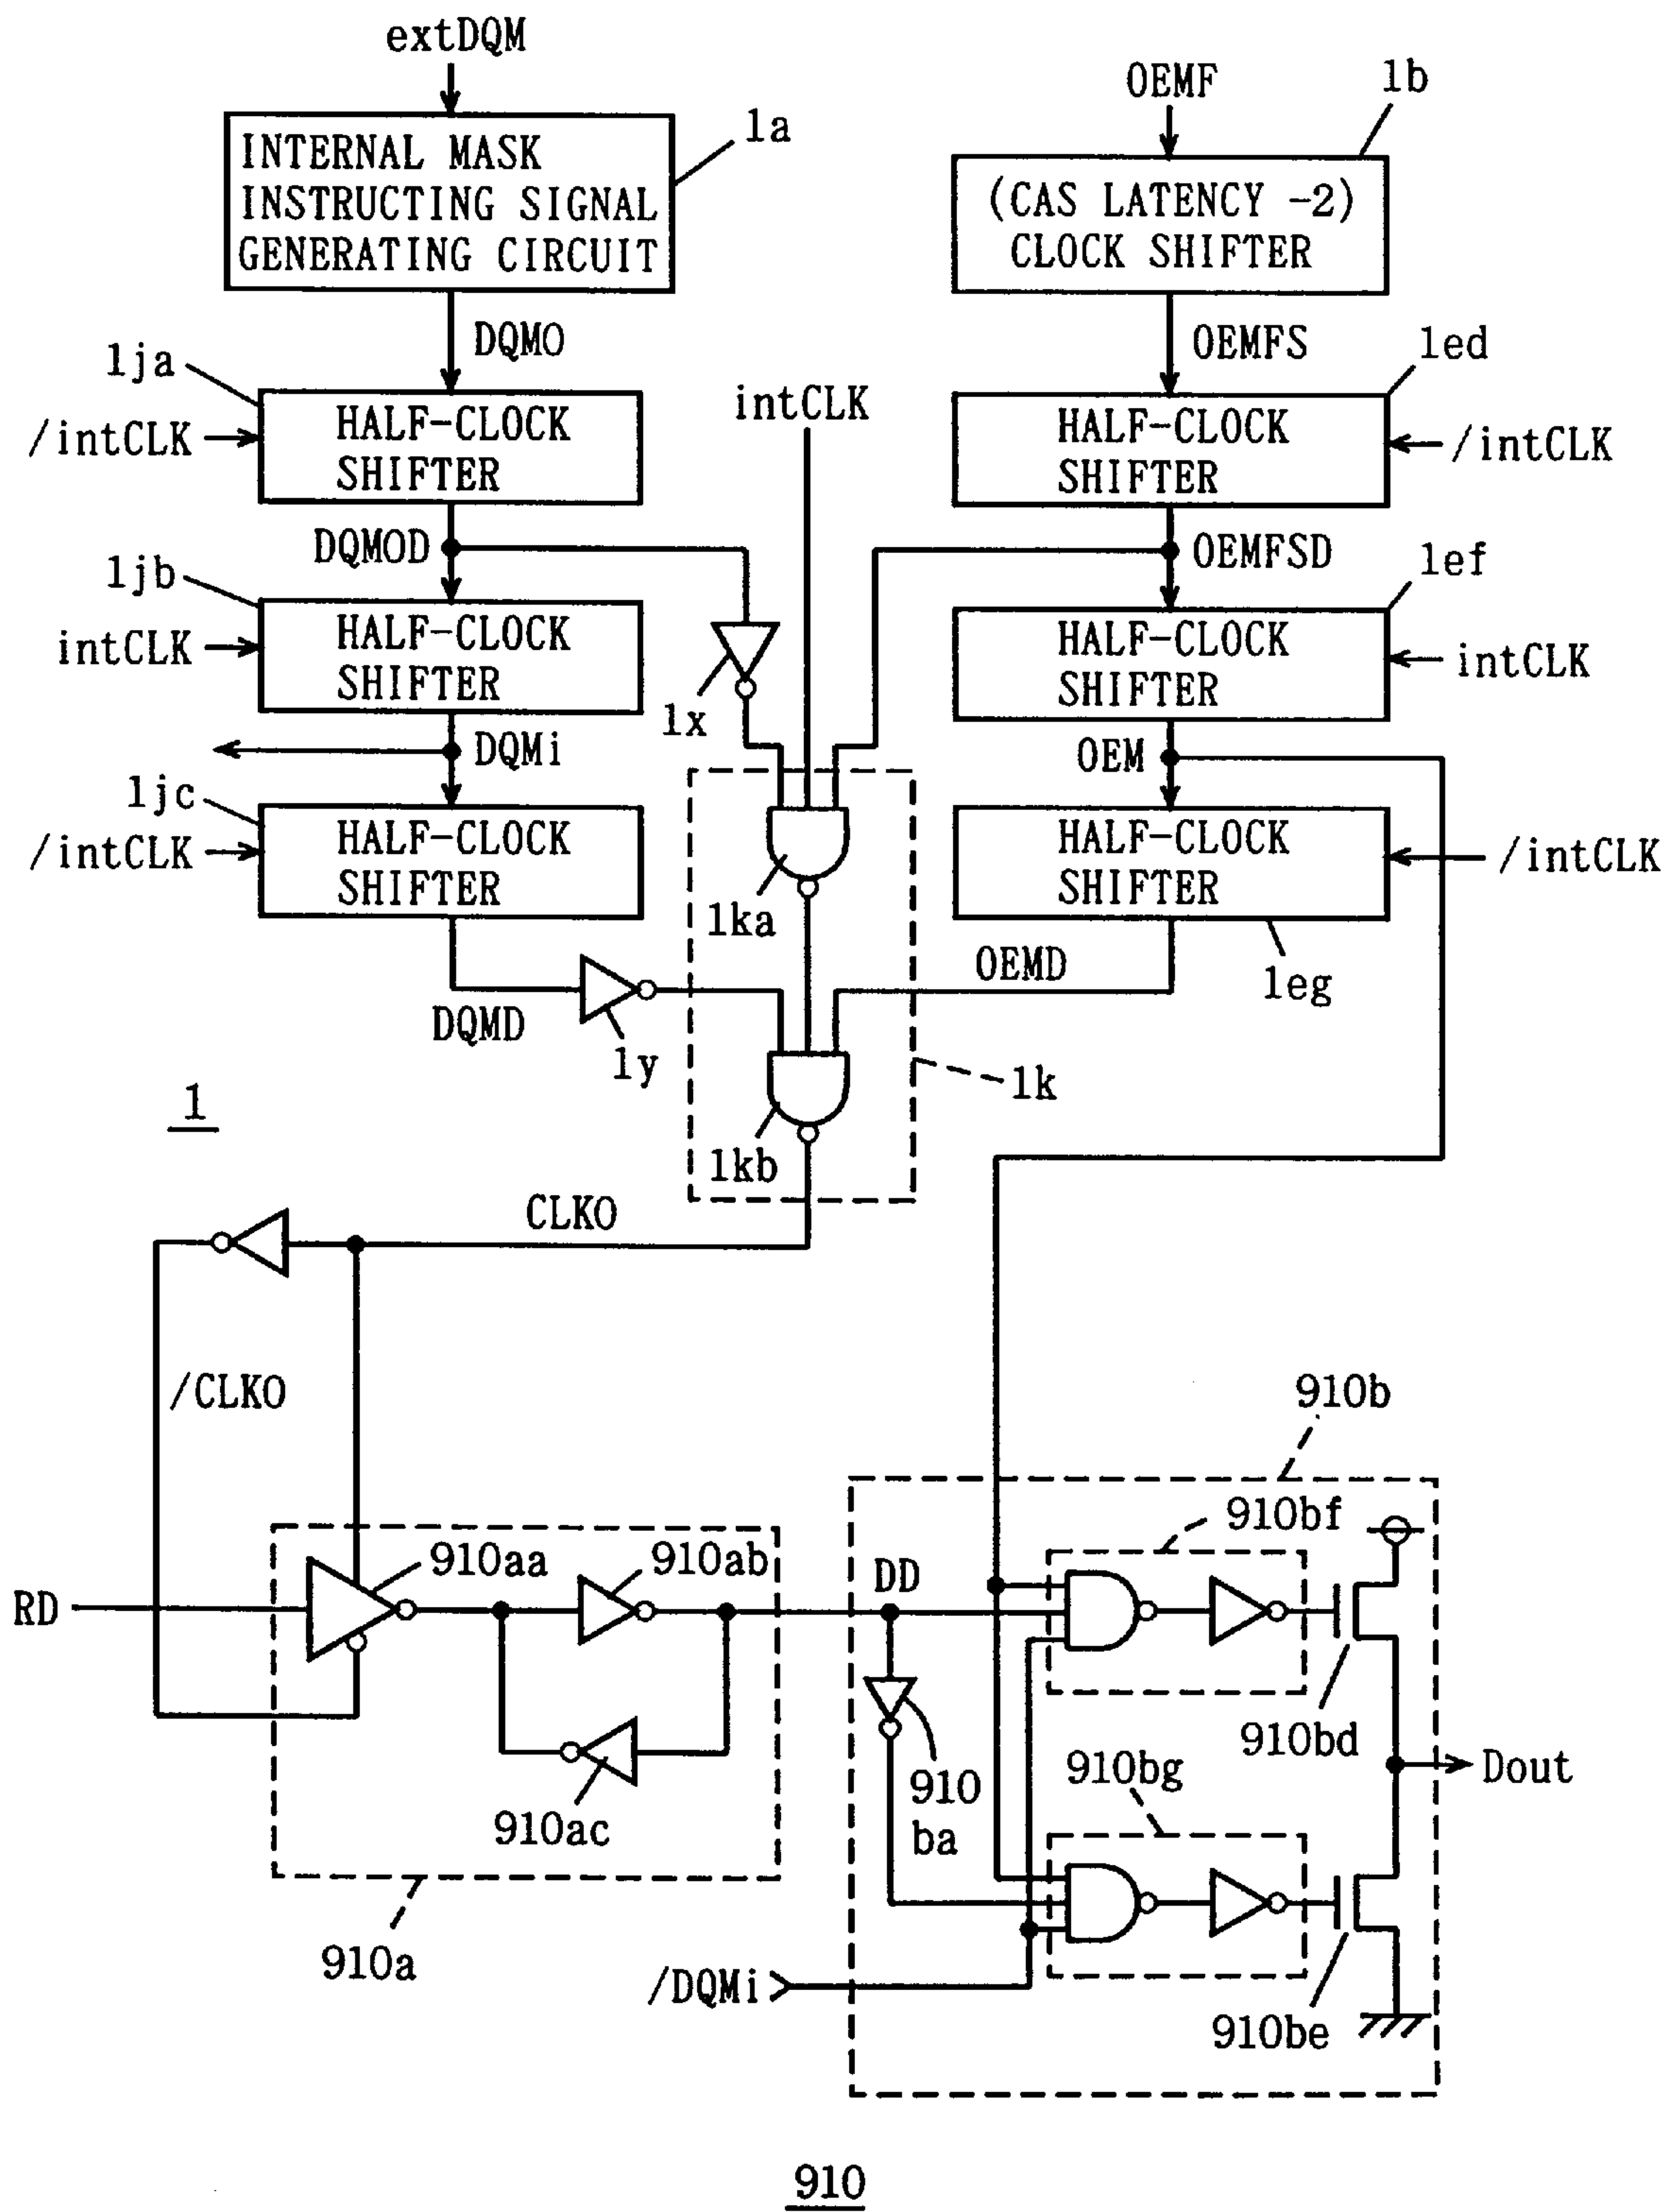 extDQM
1a
INTERNAL MASK
INSTRUCTING SIGNAL
GENERATING CIRCUIT
OEMF
1b
(CAS LATENCY -2)
CLOCK SHIFTER
DQMO
OEMFS
1ja
/intCLK
HALF-CLOCK
SHIFTER
intCLK
1ed
HALF-CLOCK
SHIFTER
/intCLK
DQMOD
OEMFSD
1jb
intCLK
HALF-CLOCK
SHIFTER
1x
1ef
HALF-CLOCK
SHIFTER
intCLK
DQMi
OEM
1jc
/intCLK
HALF-CLOCK
SHIFTER
1ka
HALF-CLOCK
SHIFTER
/intCLK
1eg
DQMD
1y
OEMD
1k
1kb
1
CLKO
/CLKO
910b
910bf
910aa
910ab
RD
DD
910bd
910
ba
910bg
Dout
910ac
910a
/DQMi
910be
910